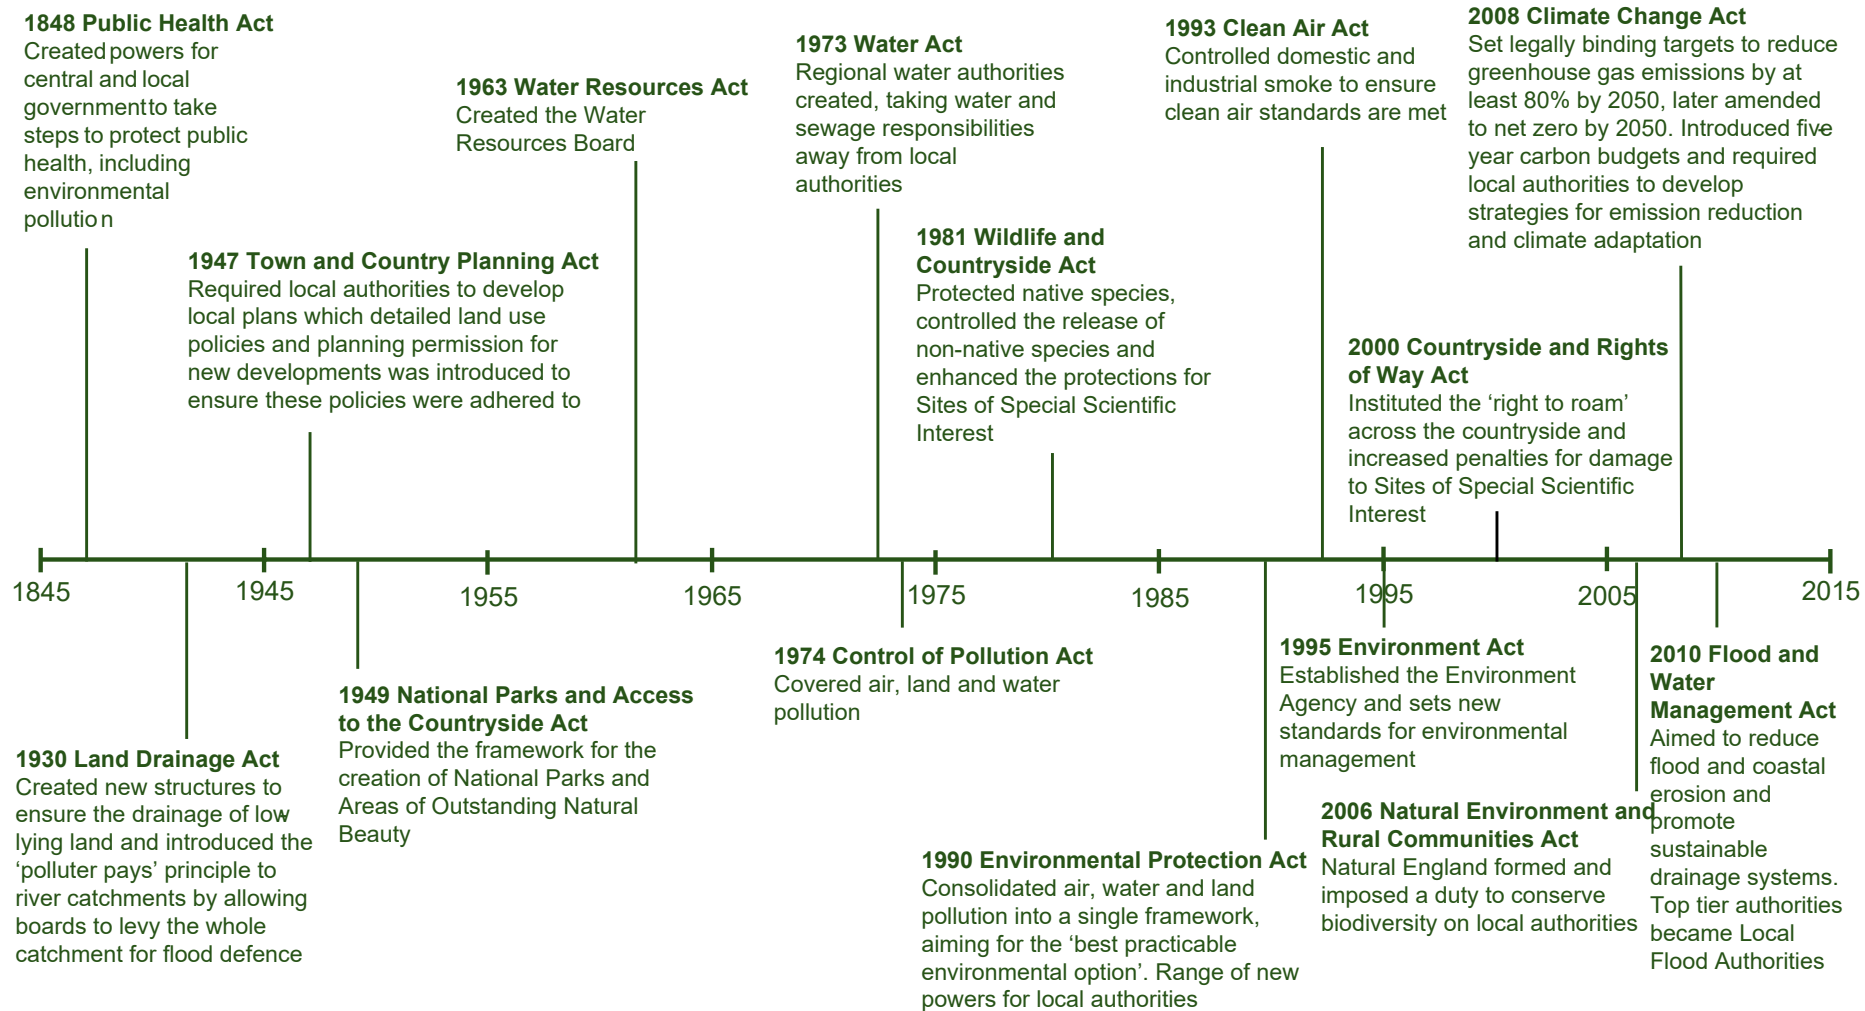 1848 Public Health Act
Created powers for
central and local
government to take
steps to protect public
health, including
environmental
pollution
1947 Town and Country Planning Act
Required local authorities to develop
local plans which detailed land use
policies and planning permission for
new developments was introduced to
ensure these policies were adhered to
1963 Water Resources Act
Created the Water
Resources Board
1973 Water Act
Regional water authorities
created, taking water and
sewage responsibilities
away from local
authorities
1981 Wildlife and
Countryside Act
Protected native species,
controlled the release of
non-native species and
enhanced the protections for
Sites of Special Scientific
Interest
1993 Clean Air Act
Controlled domestic and
industrial smoke to ensure
clean air standards are met
2000 Countryside and Rights
of Way Act
Instituted the ‘right to roam’
across the countryside and
increased penalties for damage
to Sites of Special Scientific
Interest
2008 Climate Change Act
Set legally binding targets to reduce
greenhouse gas emissions by at
least 80% by 2050, later amended
to net zero by 2050. Introduced five-
year carbon budgets and required
local authorities to develop
strategies for emission reduction
and climate adaptation
1845
1945
1955
1965
1975
1985
1995
2005
2015
1930 Land Drainage Act
Created new structures to
ensure the drainage of low-
lying land and introduced the
‘polluter pays’ principle to
river catchments by allowing
boards to levy the whole
catchment for flood defence
1949 National Parks and Access
to the Countryside Act
Provided the framework for the
creation of National Parks and
Areas of Outstanding Natural
Beauty
1974 Control of Pollution Act
Covered air, land and water
pollution
1990 Environmental Protection Act
Consolidated air, water and land
pollution into a single framework,
aiming for the ‘best practicable
environmental option’. Range of new
powers for local authorities
1995 Environment Act
Established the Environment
Agency and sets new
standards for environmental
management
2006 Natural Environment and
Rural Communities Act
Natural England formed and
imposed a duty to conserve
biodiversity on local authorities
2010 Flood and
Water
Management Act
Aimed to reduce
flood and coastal
erosion and
promote
sustainable
drainage systems.
Top tier authorities
became Local
Flood Authorities